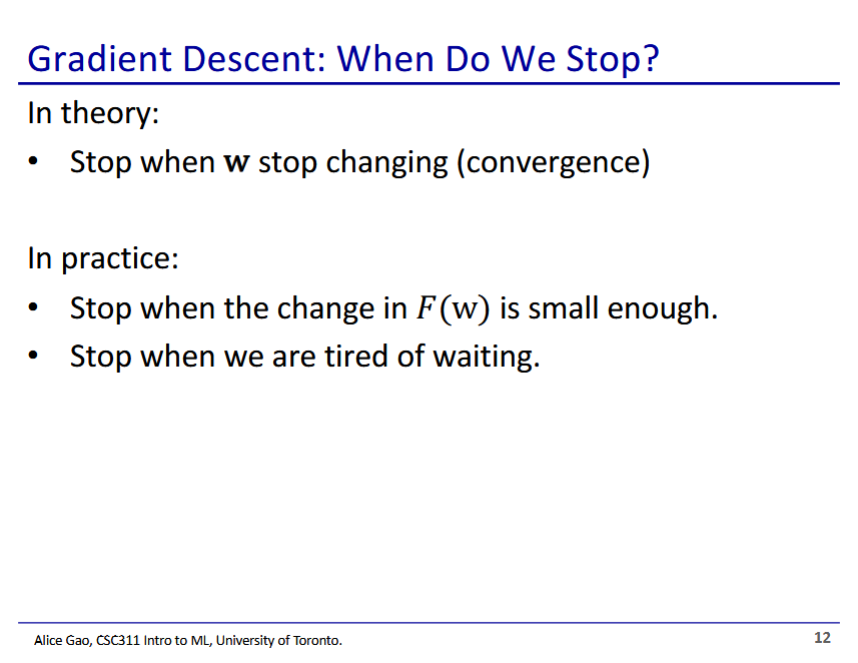 Gradient Descent: When Do We Stop?
In theory:
• Stop when w stop changing (convergence)
In practice:
• Stop when the change in F(w) is small enough.
• Stop when we are tired of waiting.
Alice Gao, CSC311 Intro to ML, University of Toronto.
12